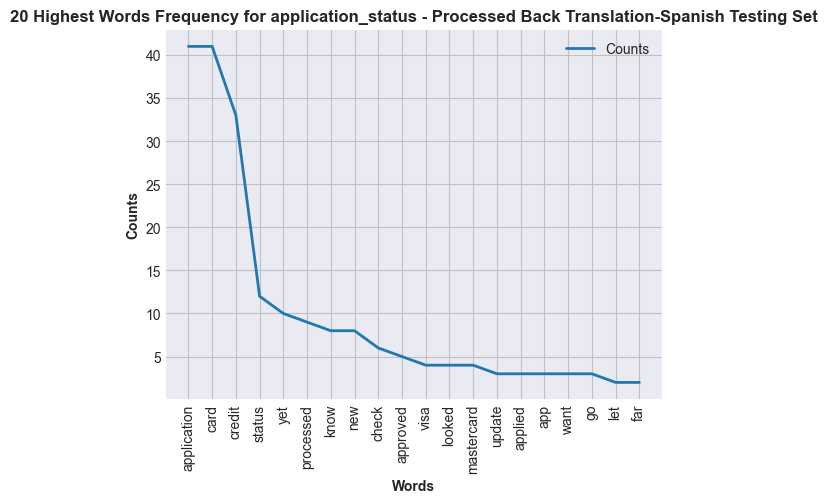 20 Highest Words Frequency for application_status - Processed Back Translation-Spanish Testing Set
Counts
40
35
30
25
20
15
10
5
Counts
application
card
credit
status
yet
processed
know
new
check
approved
visa
looked
mastercard
update
applied
app
want
go
let
far
Words